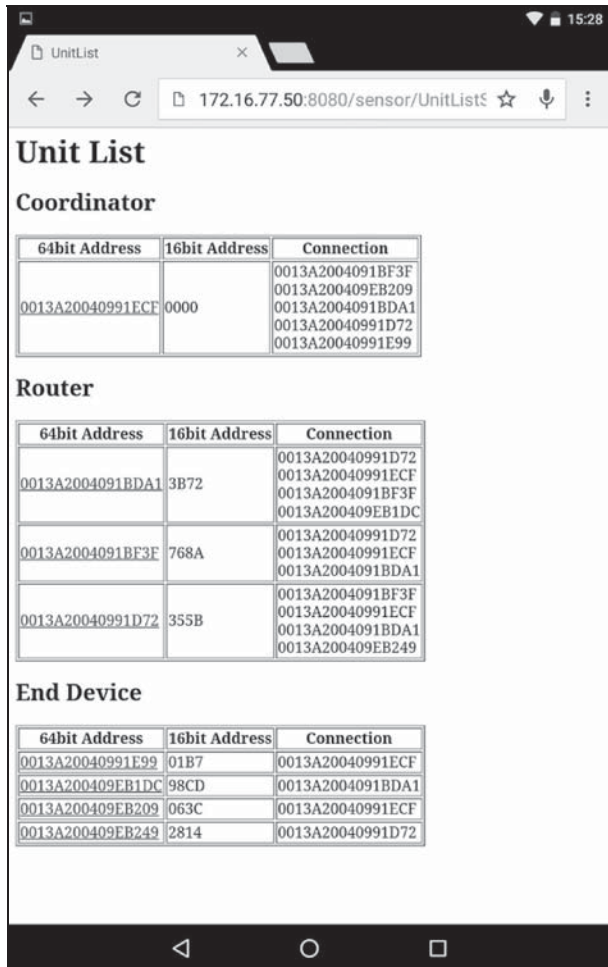 15:28
UnitList ×
172.16.77.50:8080/sensor/UnitListS
Unit List
Coordinator
64bit Address 16bit Address Connection
0013A20040991ECF 0000 0013A2004091BF3F
0013A200409EB209
0013A2004091BDA1
0013A20040991D72
0013A20040991E99
Router
64bit Address 16bit Address Connection
0013A2004091BDA1 3B72 0013A20040991D72
0013A20040991ECF
0013A2004091BF3F
0013A200409EB1DC
0013A2004091BF3F 768A 0013A20040991D72
0013A20040991ECF
0013A2004091BDA1
0013A20040991D72 355B 0013A2004091BF3F
0013A20040991ECF
0013A2004091BDA1
0013A200409EB249
End Device
64bit Address 16bit Address Connection
0013A20040991E99 01B7 0013A20040991ECF
0013A200409EB1DC 98CD 0013A2004091BDA1
0013A200409EB209 063C 0013A20040991ECF
0013A200409EB249 2814 0013A20040991D72